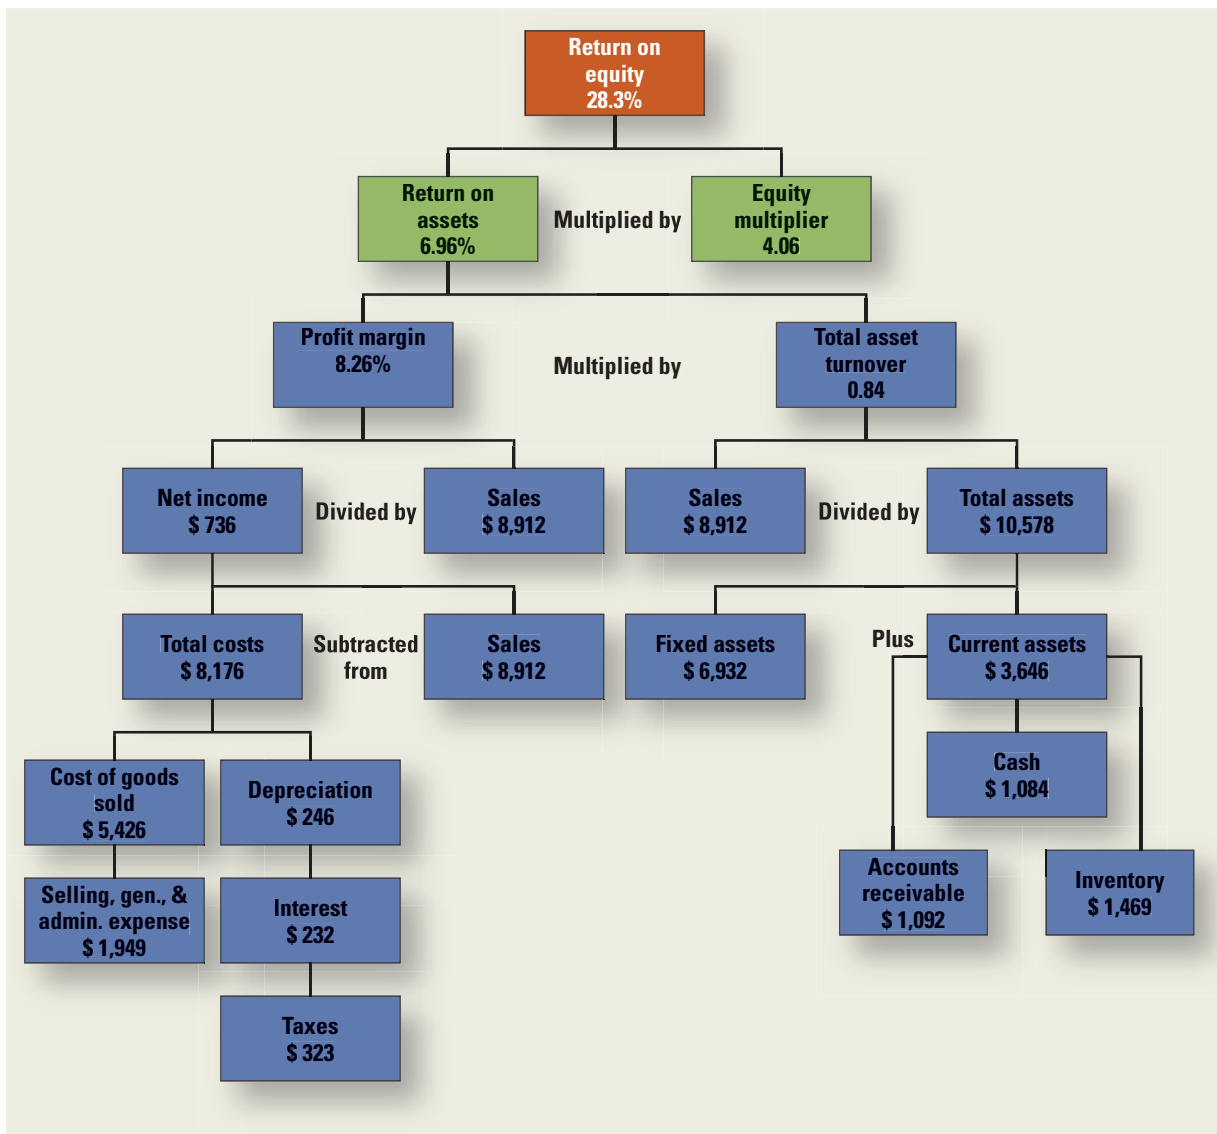 Return on
equity
28.3%
Return on
assets
6.96%
Multiplied by
Equity
multiplier
4.06
Profit margin
8.26%
Multiplied by
Total asset
turnover
0.84
Net income
$ 736
Divided by
Sales
$ 8,912
Sales
$ 8,912
Divided by
Total assets
$ 10,578
Total costs
$ 8,176
Subtracted
from
Sales
$ 8,912
Fixed assets
$ 6,932
Plus
Current assets
$ 3,646
Cost of goods
sold
$ 5,426
Depreciation
$ 246
Cash
$ 1,084
Selling, gen., &
admin. expense
$ 1,949
Interest
$ 232
Accounts
receivable
$ 1,092
Inventory
$ 1,469
Taxes
$ 323